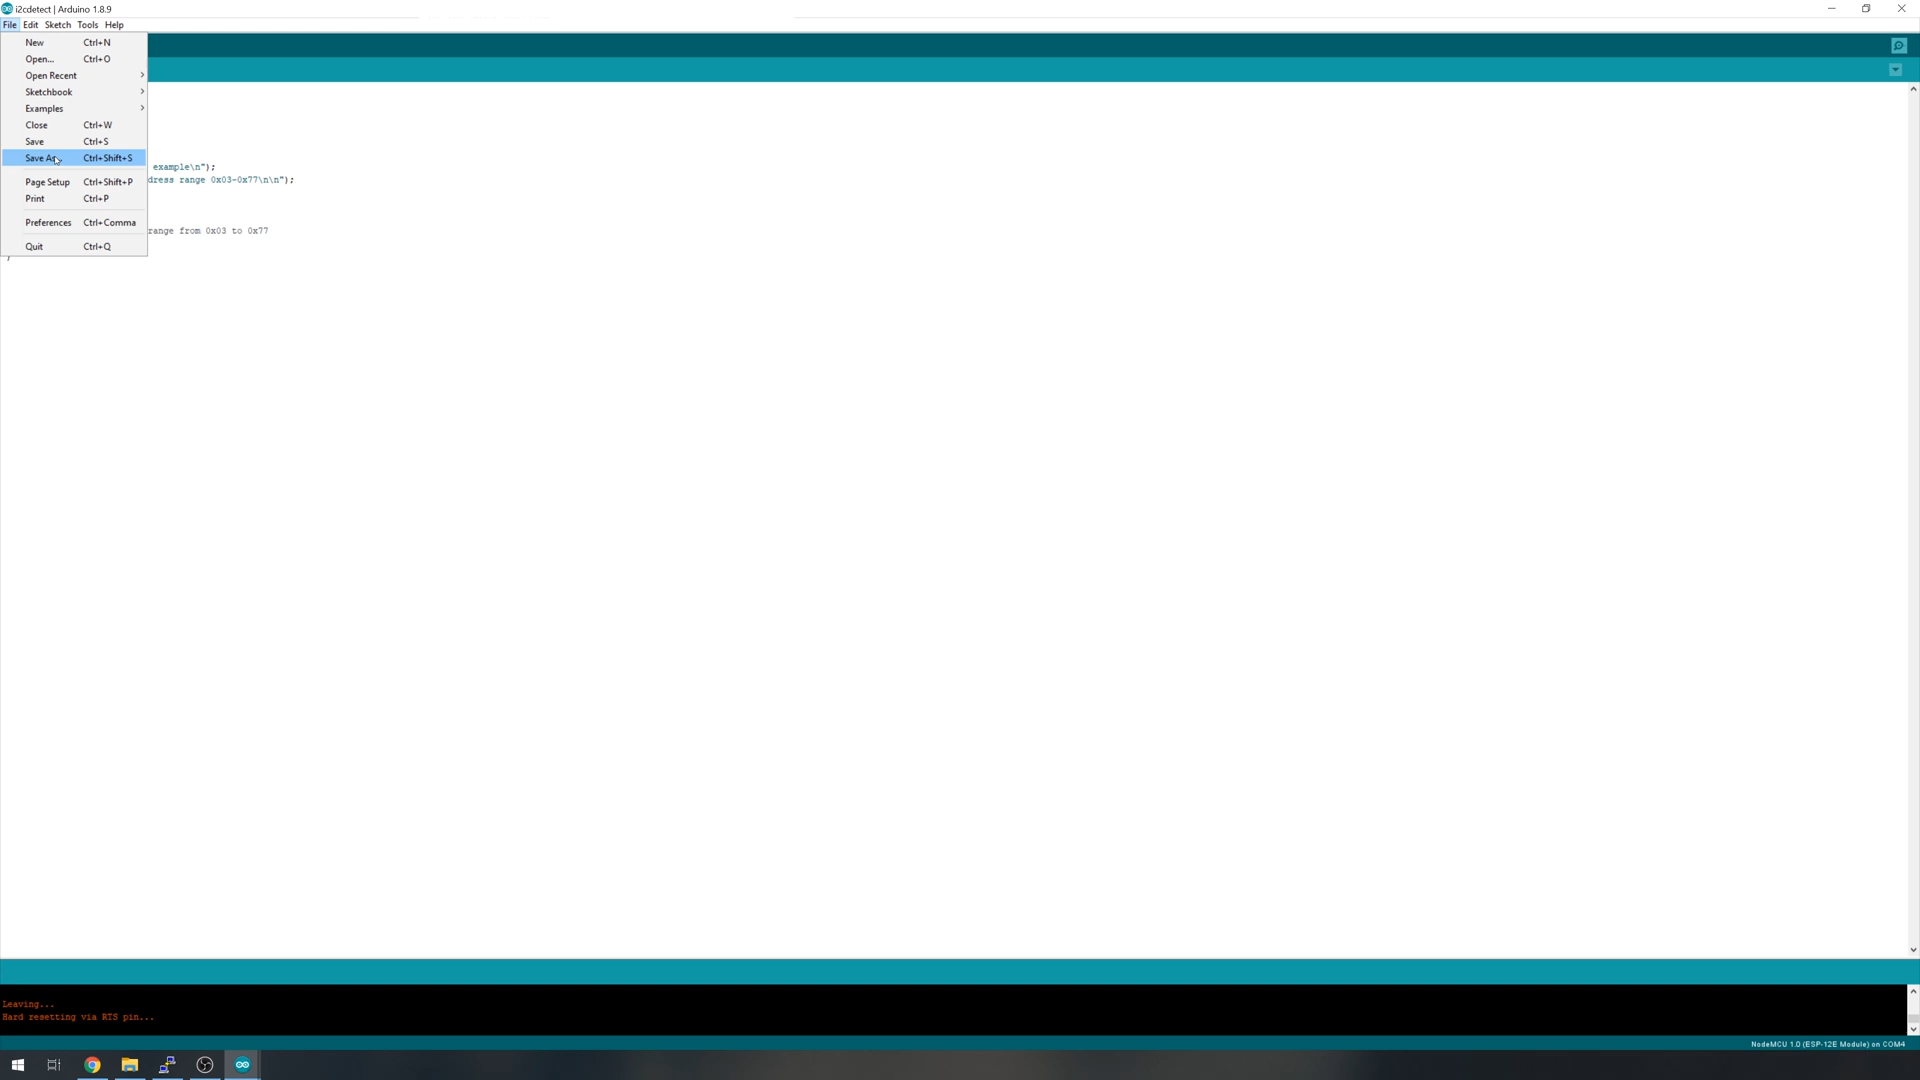 i2cdetect | Arduino 1.8.9
File Edit Sketch Tools Help
New Ctrl+N
Open... Ctrl+O
Open Recent
Sketchbook
Examples
Close Ctrl+W
Save Ctrl+S
Save As... Ctrl+Shift+S
example\n");
Page Setup Ctrl+Shift+P
dress range 0x03-0x77\n\n");
Print Ctrl+P
Preferences Ctrl+Comma
range from 0x03 to 0x77
Quit Ctrl+Q
}
Leaving...
Hard resetting via RTS pin...
NodeMCU 1.0 (ESP-12E Module) on COM4